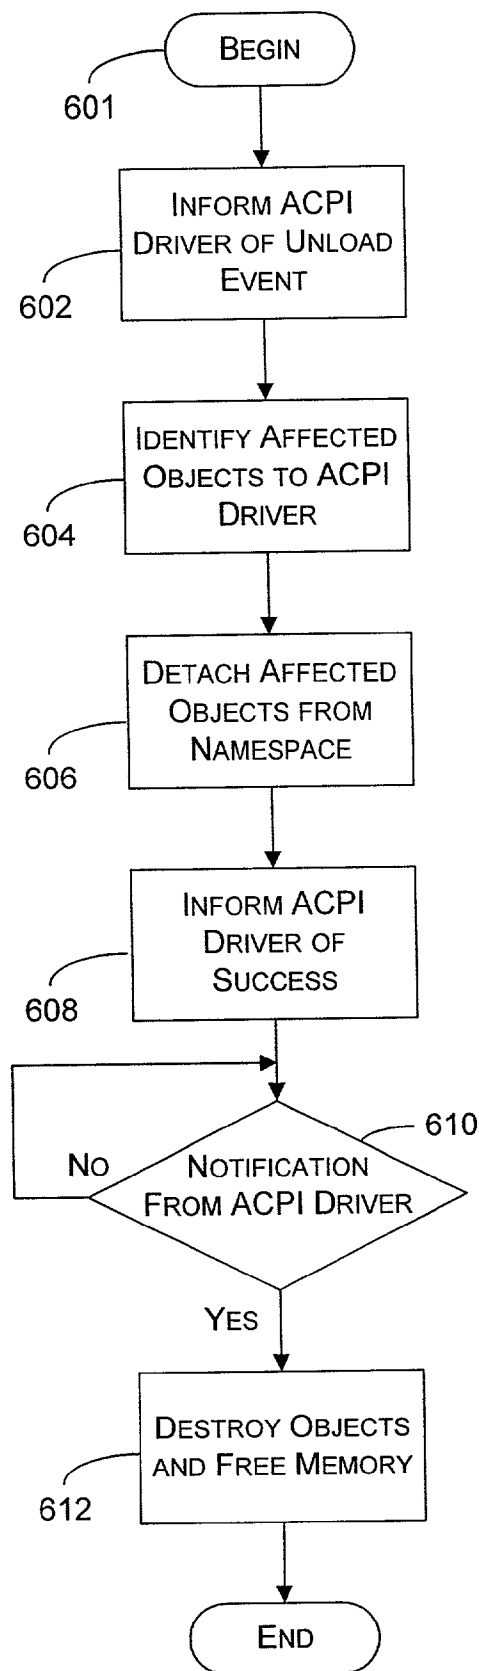 BEGIN
601
INFORM ACPI
DRIVER OF UNLOAD
EVENT
602
IDENTIFY AFFECTED
OBJECTS TO ACPI
DRIVER
604
DETACH AFFECTED
OBJECTS FROM
NAMESPACE
606
INFORM ACPI
DRIVER OF
SUCCESS
608
610
NO
NOTIFICATION
FROM ACPI DRIVER
YES
DESTROY OBJECTS
AND FREE MEMORY
612
END